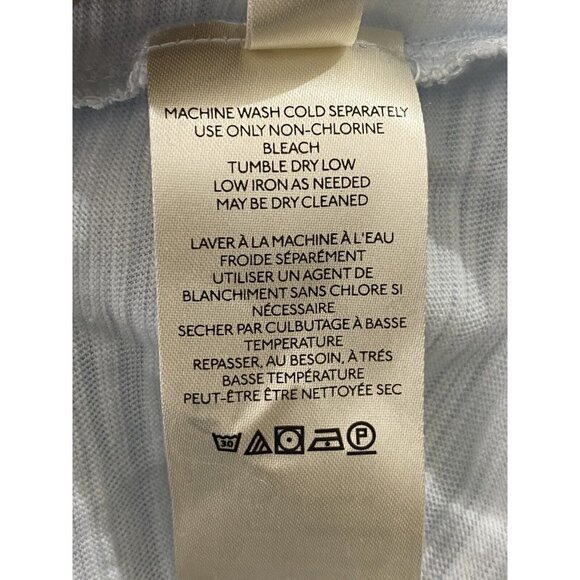 MACHINE WASH COLD SEPARATELY
USE ONLY NON-CHLORINE
BLEACH
TUMBLE DRY LOW
LOW IRON AS NEEDED
MAY BE DRY CLEANED
LAVER À LA MACHINE À L'EAU
FROIDE SÉPARÉMENT
UTILISER UN AGENT DE
BLANCHIMENT SANS CHLORE SI
NÉCESSAIRE
SECHER PAR CULBUTAGE À BASSE
TEMPERATURE
REPASSER, AU BESOIN, À TRÉS
BASSE TEMPÉRATURE
PEUT-ÊTRE ÊTRE NETTOYÉE SEC
30 P